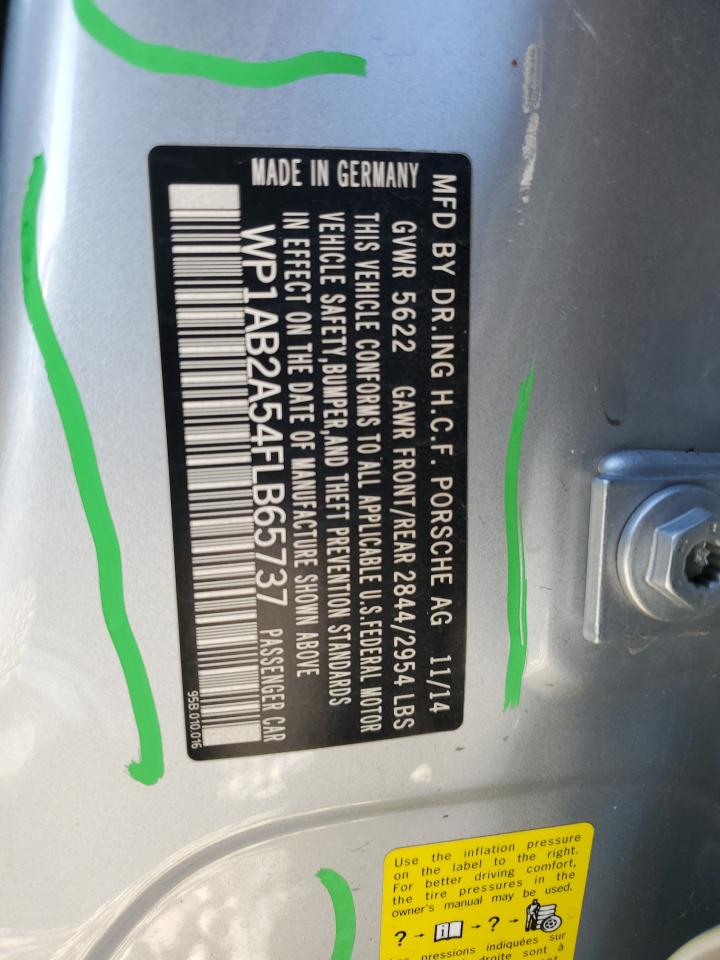 MFD BY DR.ING H.C.F. PORSCHE AG 11/14
GVWR 5622 GAWR FRONT/REAR 2844/2954 LBS
THIS VEHICLE CONFORMS TO ALL APPLICABLE U.S.FEDERAL MOTOR
VEHICLE SAFETY,BUMPER,AND THEFT PREVENTION STANDARDS
IN EFFECT ON THE DATE OF MANUFACTURE SHOWN ABOVE
MADE IN GERMANY
WP1AB2A54FLB65737 PASSENGER CAR
95B.010.016
Use the inflation pressure
on the label to the right.
For better driving comfort,
the tire pressures in the
owner's manual may be used.
? - i - ? -
pressions indiquées sur
droite sont à